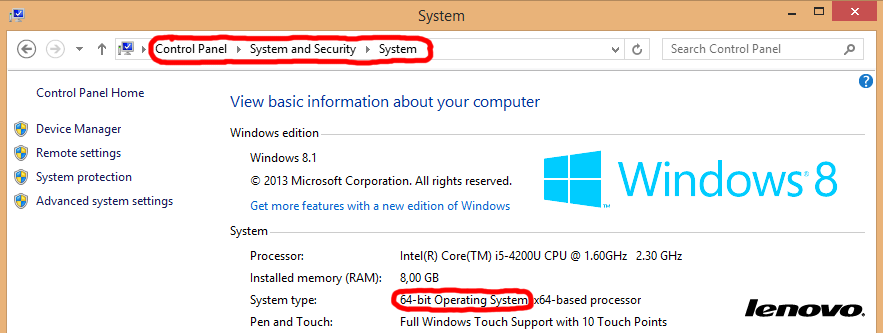 System
Control Panel System and Security System
Search Control Panel
Control Panel Home
Device Manager
Remote settings
System protection
Advanced system settings
View basic information about your computer
Windows edition
Windows 8.1
© 2013 Microsoft Corporation. All rights reserved.
Get more features with a new edition of Windows
Windows® 8
System
Processor: Intel(R) Core(TM) i5-4200U CPU @ 1.60GHz 2.30 GHz
Installed memory (RAM): 8,00 GB
System type: 64-bit Operating System, x64-based processor
Pen and Touch: Full Windows Touch Support with 10 Touch Points
lenovo.